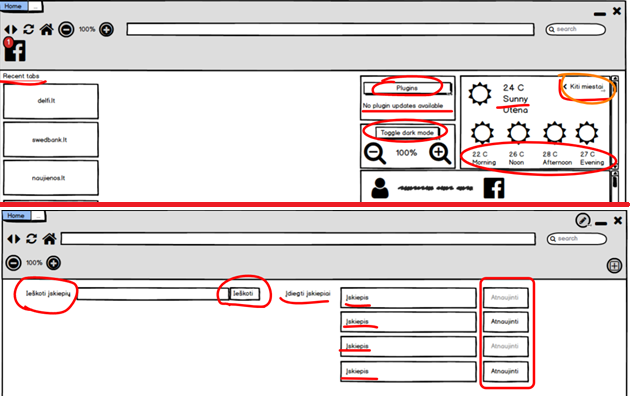 Home ...
100% search
1
Recent tabs
delfi.lt
swedbank.lt
naujienos.lt
Plugins
No plugin updates available
Toggle dark mode
100%
24 C
Sunny
Utena
Kiti miestai
22 C 26 C 28 C 27 C
Morning Noon Afternoon Evening
Home ...
search
100%
Ieškoti įskiepių Ieškoti Įdiegti įskiepiai Įskiepis Atnaujinti
Įskiepis Atnaujinti
Įskiepis Atnaujinti
Įskiepis Atnaujinti